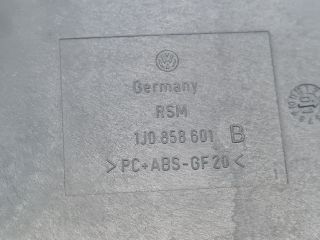 Germany
RSM
1J0 858 601 B
>PC+ABS-GF20<